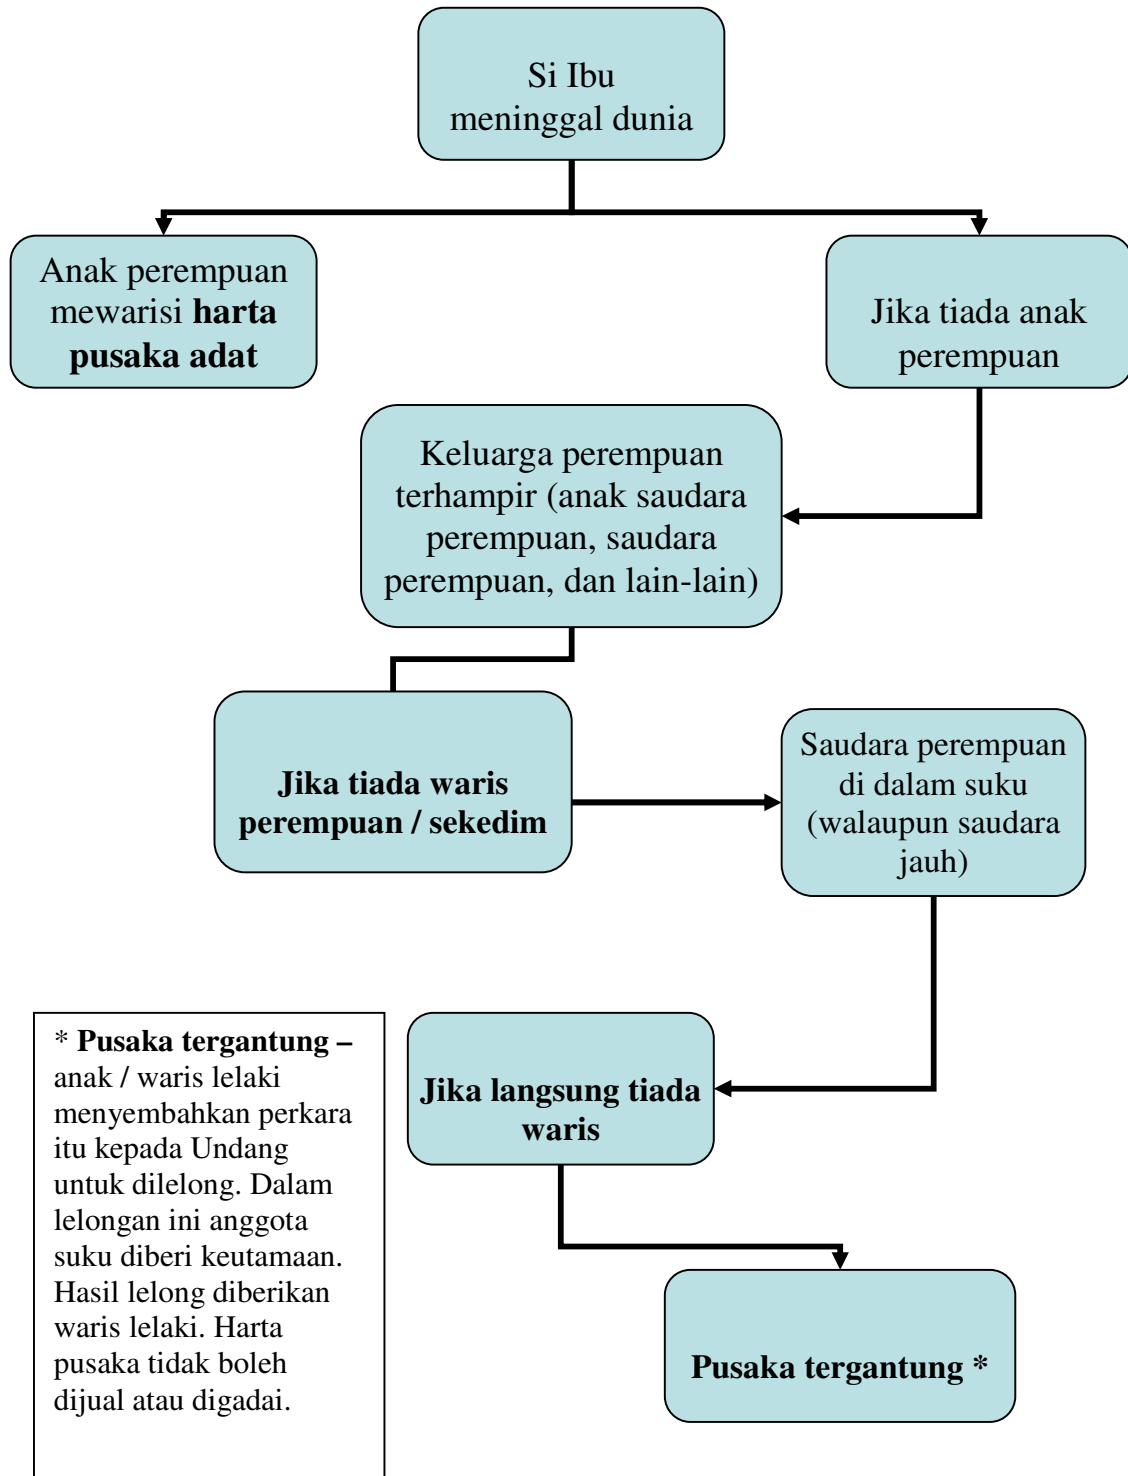 Si Ibu
meninggal dunia
Anak perempuan
mewarisi harta
pusaka adat
Jika tiada anak
perempuan
Keluarga perempuan
terhampir (anak saudara
perempuan, saudara
perempuan, dan lain-lain)
Jika tiada waris
perempuan / sekedim
Saudara perempuan
di dalam suku
(walaupun saudara
jauh)
* Pusaka tergantung –
anak / waris lelaki
menyembahkan perkara
itu kepada Undang
untuk dilelong. Dalam
lelongan ini anggota
suku diberi keutamaan.
Hasil lelong diberikan
waris lelaki. Harta
pusaka tidak boleh
dijual atau digadai.
Jika langsung tiada
waris
Pusaka tergantung *